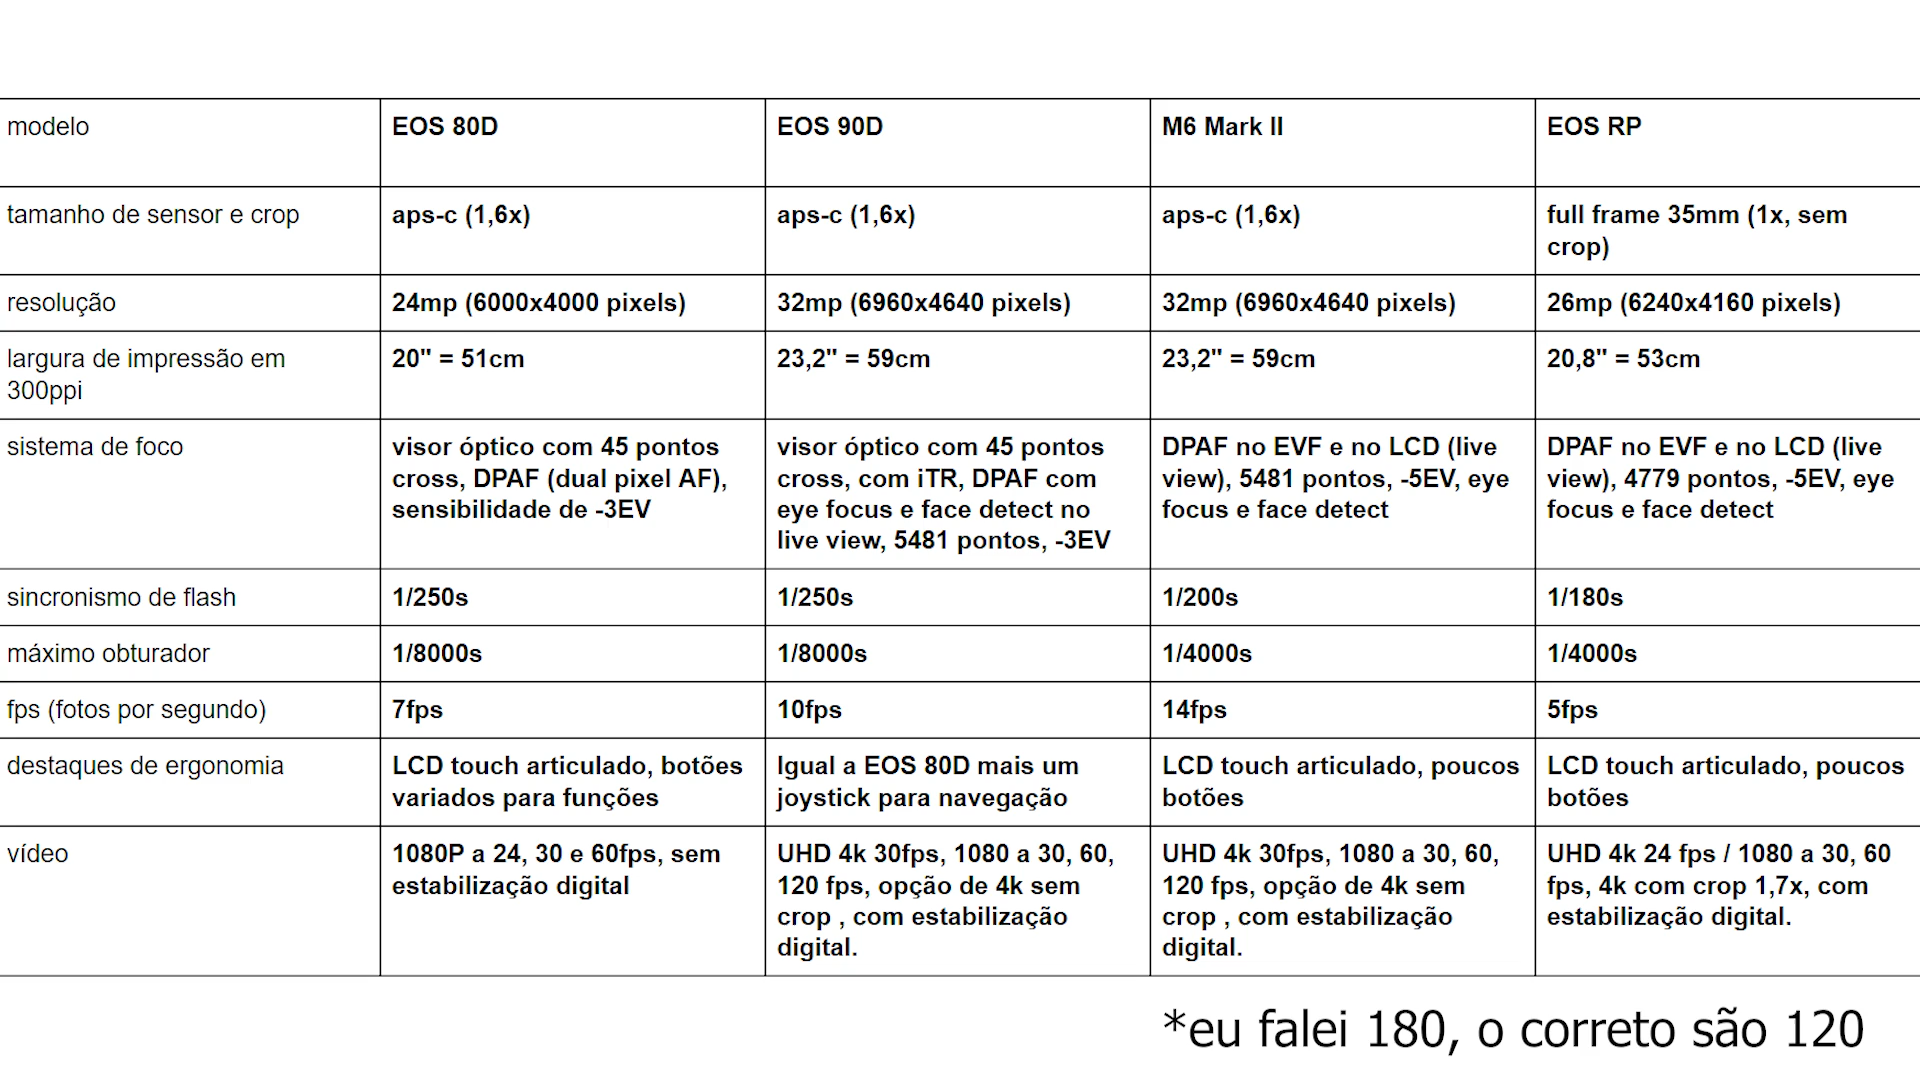 modelo
EOS 80D
EOS 90D
M6 Mark II
EOS RP
tamanho de sensor e crop
aps-c (1,6x)
aps-c (1,6x)
aps-c (1,6x)
full frame 35mm (1x, sem
crop)
resolução
24mp (6000x4000 pixels)
32mp (6960x4640 pixels)
32mp (6960x4640 pixels)
26mp (6240x4160 pixels)
largura de impressão em
300ppi
20" = 51cm
23,2" = 59cm
23,2" = 59cm
20,8" = 53cm
sistema de foco
visor óptico com 45 pontos
cross, DPAF (dual pixel AF),
sensibilidade de -3EV
visor óptico com 45 pontos
cross, com iTR, DPAF com
eye focus e face detect no
live view, 5481 pontos, -3EV
DPAF no EVF e no LCD (live
view), 5481 pontos, -5EV, eye
focus e face detect
DPAF no EVF e no LCD (live
view), 4779 pontos, -5EV, eye
focus e face detect
sincronismo de flash
1/250s
1/250s
1/200s
1/180s
máximo obturador
1/8000s
1/8000s
1/4000s
1/4000s
fps (fotos por segundo)
7fps
10fps
14fps
5fps
destaques de ergonomia
LCD touch articulado, botões
variados para funções
Igual a EOS 80D mais um
joystick para navegação
LCD touch articulado, poucos
botões
LCD touch articulado, poucos
botões
vídeo
1080P a 24, 30 e 60fps, sem
estabilização digital
UHD 4k 30fps, 1080 a 30, 60,
120 fps, opção de 4k sem
crop , com estabilização
digital.
UHD 4k 30fps, 1080 a 30, 60,
120 fps, opção de 4k sem
crop , com estabilização
digital.
UHD 4k 24 fps / 1080 a 30, 60
fps, 4k com crop 1,7x, com
estabilização digital.
*eu falei 180, o correto são 120